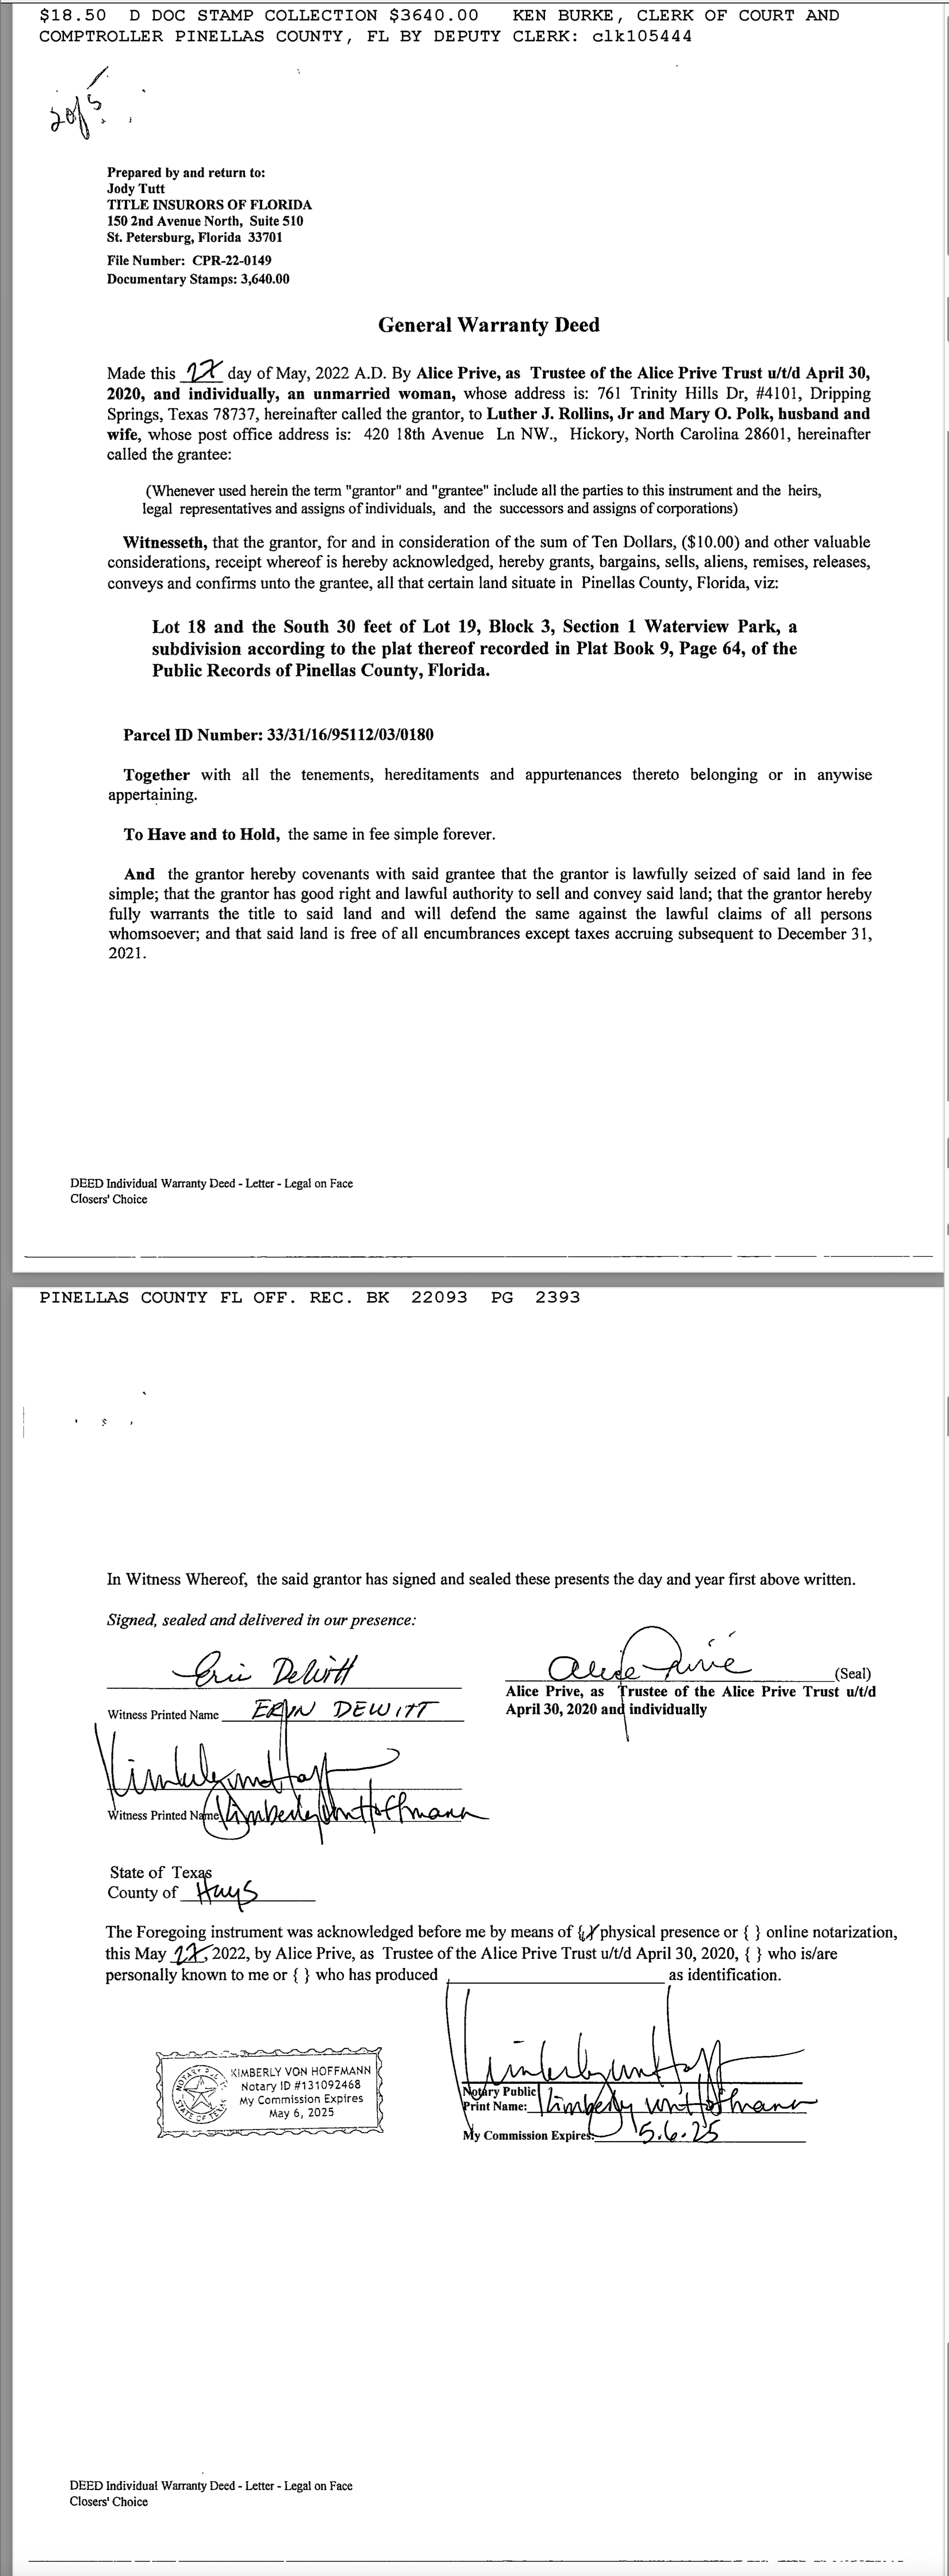 $18.50 D DOC STAMP COLLECTION $3640.00 KEN BURKE, CLERK OF COURT AND
COMPTROLLER PINELLAS COUNTY, FL BY DEPUTY CLERK: clk105444
2of5
Prepared by and return to:
Jody Tutt
TITLE INSURORS OF FLORIDA
150 2nd Avenue North, Suite 510
St. Petersburg, Florida 33701
File Number: CPR-22-0149
Documentary Stamps: 3,640.00
General Warranty Deed
Made this day of May, 2022 A.D. By Alice Prive, as Trustee of the Alice Prive Trust u/t/d April 30,
2020, and individually, an unmarried woman, whose address is: 761 Trinity Hills Dr, #4101, Dripping
Springs, Texas 78737, hereinafter called the grantor, to Luther J. Rollins, Jr and Mary O. Polk, husband and
wife, whose post office address is: 420 18th Avenue Ln NW., Hickory, North Carolina 28601, hereinafter
called the grantee:
(Whenever used herein the term "grantor" and "grantee" include all the parties to this instrument and the heirs,
legal representatives and assigns of individuals, and the successors and assigns of corporations)
Witnesseth, that the grantor, for and in consideration of the sum of Ten Dollars, ($10.00) and other valuable
considerations, receipt whereof is hereby acknowledged, hereby grants, bargains, sells, aliens, remises, releases,
conveys and confirms unto the grantee, all that certain land situate in Pinellas County, Florida, viz:
Lot 18 and the South 30 feet of Lot 19, Block 3, Section 1 Waterview Park, a
subdivision according to the plat thereof recorded in Plat Book 9, Page 64, of the
Public Records of Pinellas County, Florida.
Parcel ID Number: 33/31/16/95112/03/0180
Together with all the tenements, hereditaments and appurtenances thereto belonging or in anywise
appertaining.
To Have and to Hold, the same in fee simple forever.
And the grantor hereby covenants with said grantee that the grantor is lawfully seized of said land in fee
simple; that the grantor has good right and lawful authority to sell and convey said land; that the grantor hereby
fully warrants the title to said land and will defend the same against the lawful claims of all persons
whomsoever; and that said land is free of all encumbrances except taxes accruing subsequent to December 31,
2021.
DEED Individual Warranty Deed - Letter - Legal on Face
Closers' Choice
PINELLAS COUNTY FL OFF. REC. BK 22093 PG 2393
In Witness Whereof, the said grantor has signed and sealed these presents the day and year first above written.
Signed, sealed and delivered in our presence:
Erin DeWitt
Alice Privé (Seal)
Alice Prive, as Trustee of the Alice Prive Trust u/t/d
April 30, 2020 and individually
Witness Printed Name ERIN DEWITT
Witness Printed Name Kimberly von Hoffmann
State of Texas
County of Hays
The Foregoing instrument was acknowledged before me by means of {x} physical presence or { } online notarization,
this May , 2022, by Alice Prive, as Trustee of the Alice Prive Trust u/t/d April 30, 2020, { } who is/are
personally known to me or { } who has produced as identification.
KIMBERLY VON HOFFMANN
Notary ID #131092468
My Commission Expires
May 6, 2025
STATE OF TEXAS
Notary Public
Print Name: Kimberly von Hoffmann
My Commission Expires: 5.6.25
DEED Individual Warranty Deed - Letter - Legal on Face
Closers' Choice